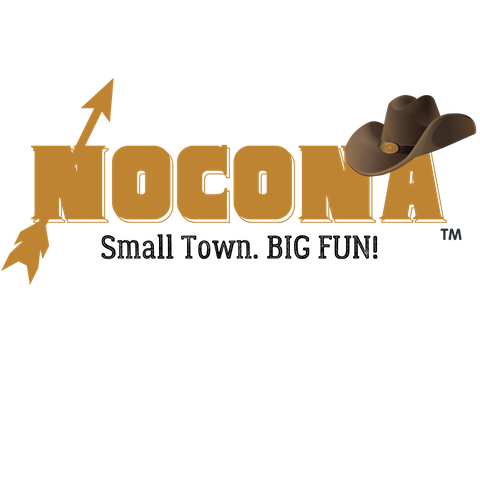 NOCONA
TM
Small Town. BIG FUN!